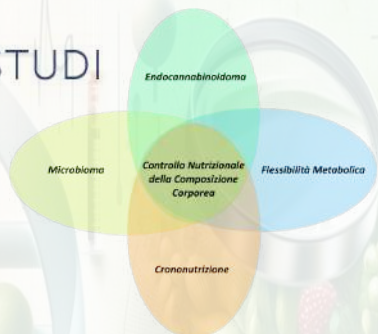 STUDI
Endocannabinoidoma
Microbioma
Controllo Nutrizionale
della Composizione
Corporea
Flessibilità Metabolica
Crononutrizione